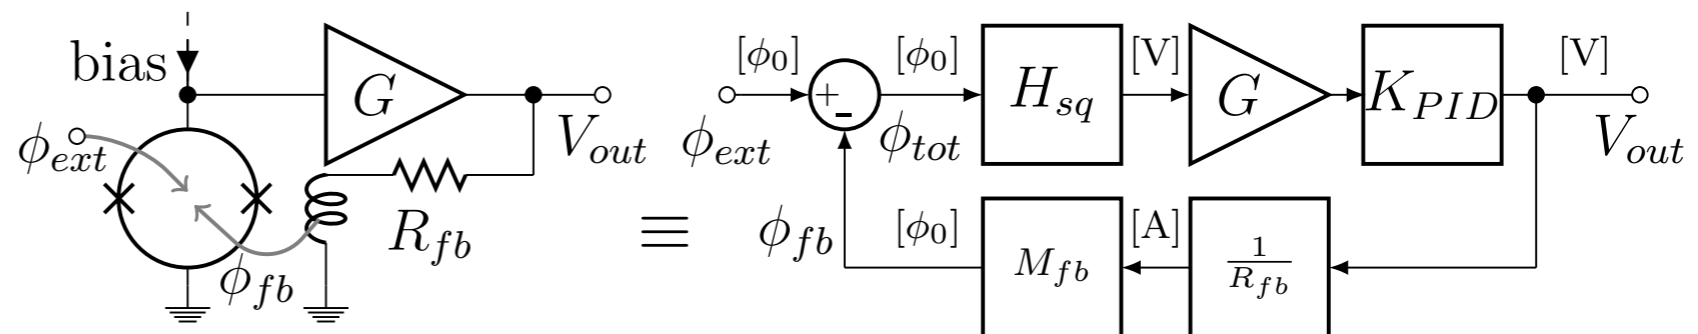 bias
G
ϕext
Vout
ϕfb
Rfb
≡
[ϕ0]
[ϕ0]
[V]
[V]
+
-
Hsq
G
KPID
ϕext
ϕtot
Vout
ϕfb
[ϕ0]
Mfb
[A]
1/Rfb